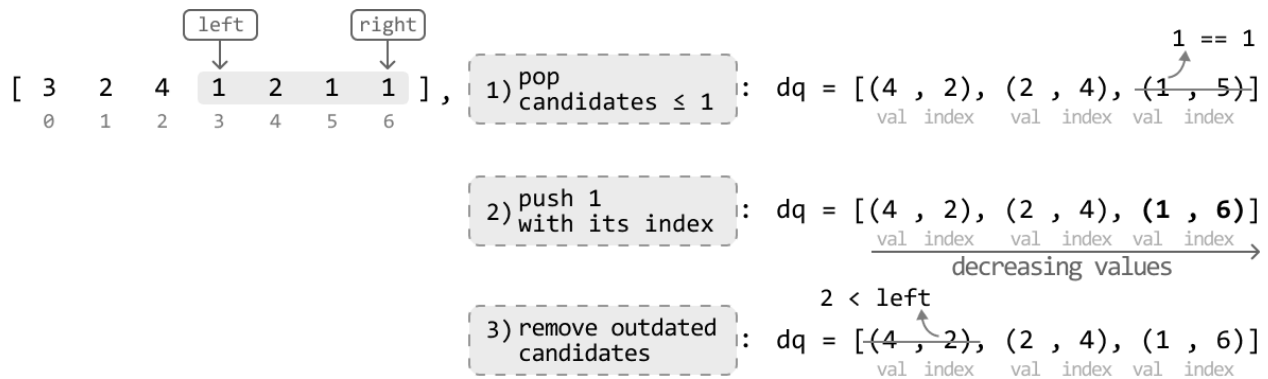 left right
[ 3 2 4 1 2 1 1 ] ,
0 1 2 3 4 5 6
1 == 1
1) pop
candidates ≤ 1 : dq = [(4 , 2), (2 , 4), (1 , 5)]
val index val index val index
2) push 1
with its index : dq = [(4 , 2), (2 , 4), (1 , 6)]
val index val index val index
decreasing values
2 < left
3) remove outdated
candidates : dq = [(4 , 2), (2 , 4), (1 , 6)]
val index val index val index